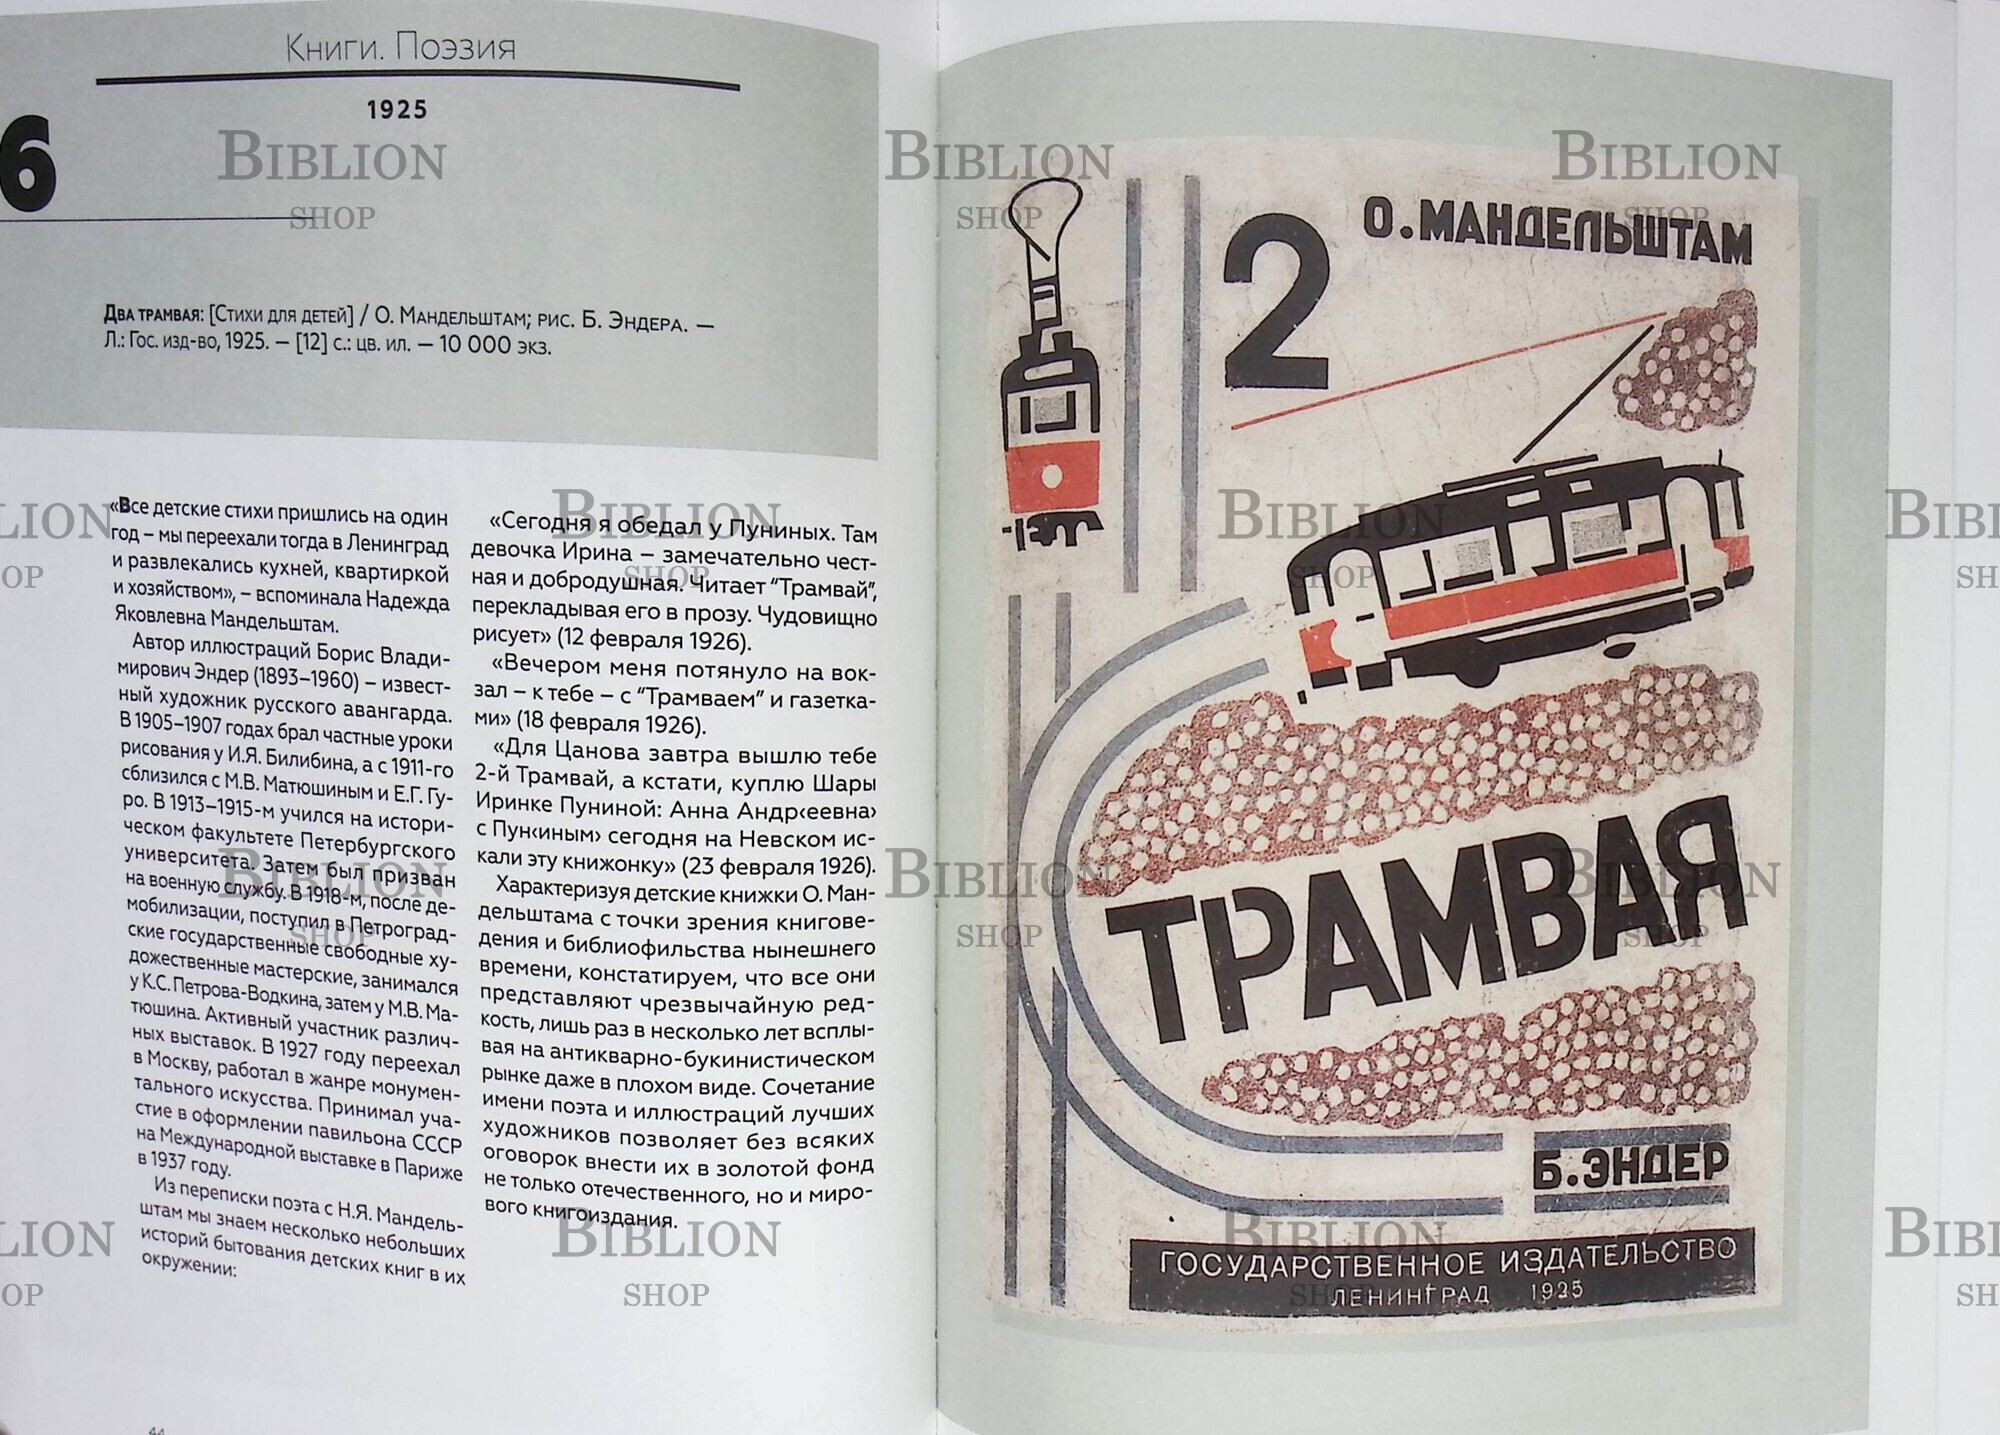 Книги. Поэзия
1925
6
Два трамвая: [Стихи для детей] / О. Мандельштам; рис. Б. Эндера. —
Л.: Гос. изд-во, 1925. — [12] с.: цв. ил. — 10 000 экз.
«Все детские стихи пришлись на один
год – мы переехали тогда в Ленинград
и развлекались кухней, квартиркой
и хозяйством», – вспоминала Надежда
Яковлевна Мандельштам.
Автор иллюстраций Борис Влади-
мирович Эндер (1893–1960) – извест-
ный художник русского авангарда.
В 1905–1907 годах брал частные уроки
рисования у И.Я. Билибина, а с 1911-го
сблизился с М.В. Матюшиным и Е.Г. Гу-
ро. В 1913–1915-м учился на истори-
ческом факультете Петербургского
университета. Затем был призван
на военную службу. В 1918-м, после де-
мобилизации, поступил в Петроград-
ские государственные свободные ху-
дожественные мастерские, занимался
у К.С. Петрова-Водкина, затем у М.В. Ма-
тюшина. Активный участник различ-
ных выставок. В 1927 году переехал
в Москву, работал в жанре монумен-
тального искусства. Принимал уча-
стие в оформлении павильона СССР
на Международной выставке в Париже
в 1937 году.
Из переписки поэта с Н.Я. Мандель-
штам мы знаем несколько небольших
историй бытования детских книг в их
окружении:
«Сегодня я обедал у Пуниных. Там
девочка Ирина – замечательно чест-
ная и добродушная. Читает "Трамвай",
перекладывая его в прозу. Чудовищно
рисует» (12 февраля 1926).
«Вечером меня потянуло на вок-
зал – к тебе – с "Трамваем" и газетка-
ми» (18 февраля 1926).
«Для Цанова завтра вышлю тебе
2-й Трамвай, а кстати, куплю Шары
Иринке Пуниной: Анна Андр‹еевна›
с Пун‹иным› сегодня на Невском ис-
кали эту книжонку» (23 февраля 1926).
Характеризуя детские книжки О. Ман-
дельштама с точки зрения книгове-
дения и библиофильства нынешнего
времени, констатируем, что все они
представляют чрезвычайную ред-
кость, лишь раз в несколько лет всплы-
вая на антикварно-букинистическом
рынке даже в плохом виде. Сочетание
имени поэта и иллюстраций лучших
художников позволяет без всяких
оговорок внести их в золотой фонд
не только отечественного, но и миро-
вого книгоиздания.
44
О. МАНДЕЛЬШТАМ
2
ТРАМВАЯ
Б. ЭНДЕР
ГОСУДАРСТВЕННОЕ ИЗДАТЕЛЬСТВО
ЛЕНИНГРАД 1925
BIBLION
SHOP